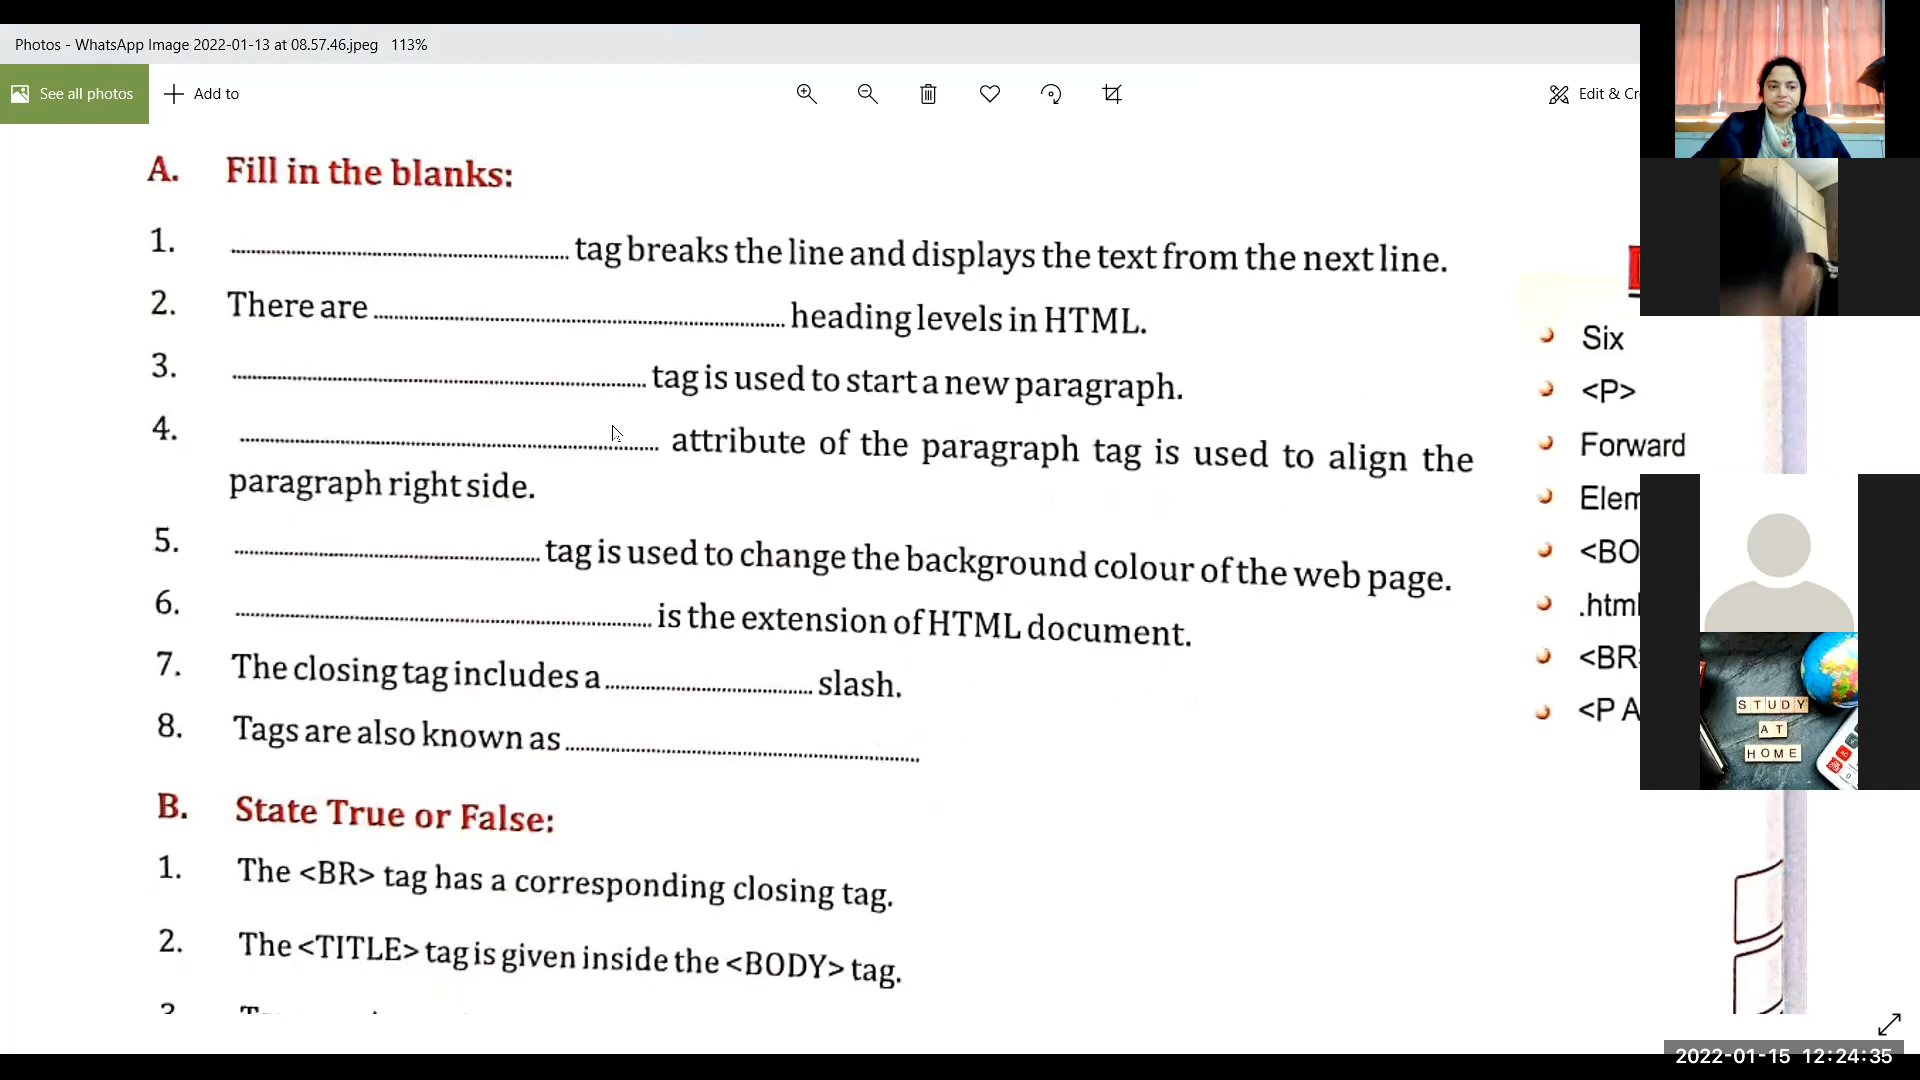 Photos - WhatsApp Image 2022-01-13 at 08.57.46.jpeg 113%
See all photos
Add to
Edit & Cr
A. Fill in the blanks:
1. .......... tag breaks the line and displays the text from the next line.
2. There are .......... heading levels in HTML.
3. .......... tag is used to start a new paragraph.
4. .......... attribute of the paragraph tag is used to align the
paragraph right side.
5. .......... tag is used to change the background colour of the web page.
6. .......... is the extension of HTML document.
7. The closing tag includes a .......... slash.
8. Tags are also known as ..........
Six
<P>
Forward
Elem
<BO
.html
<BR
<P A
B. State True or False:
1. The <BR> tag has a corresponding closing tag.
2. The <TITLE> tag is given inside the <BODY> tag.
STUDY
AT
HOME
2022-01-15 12:24:35